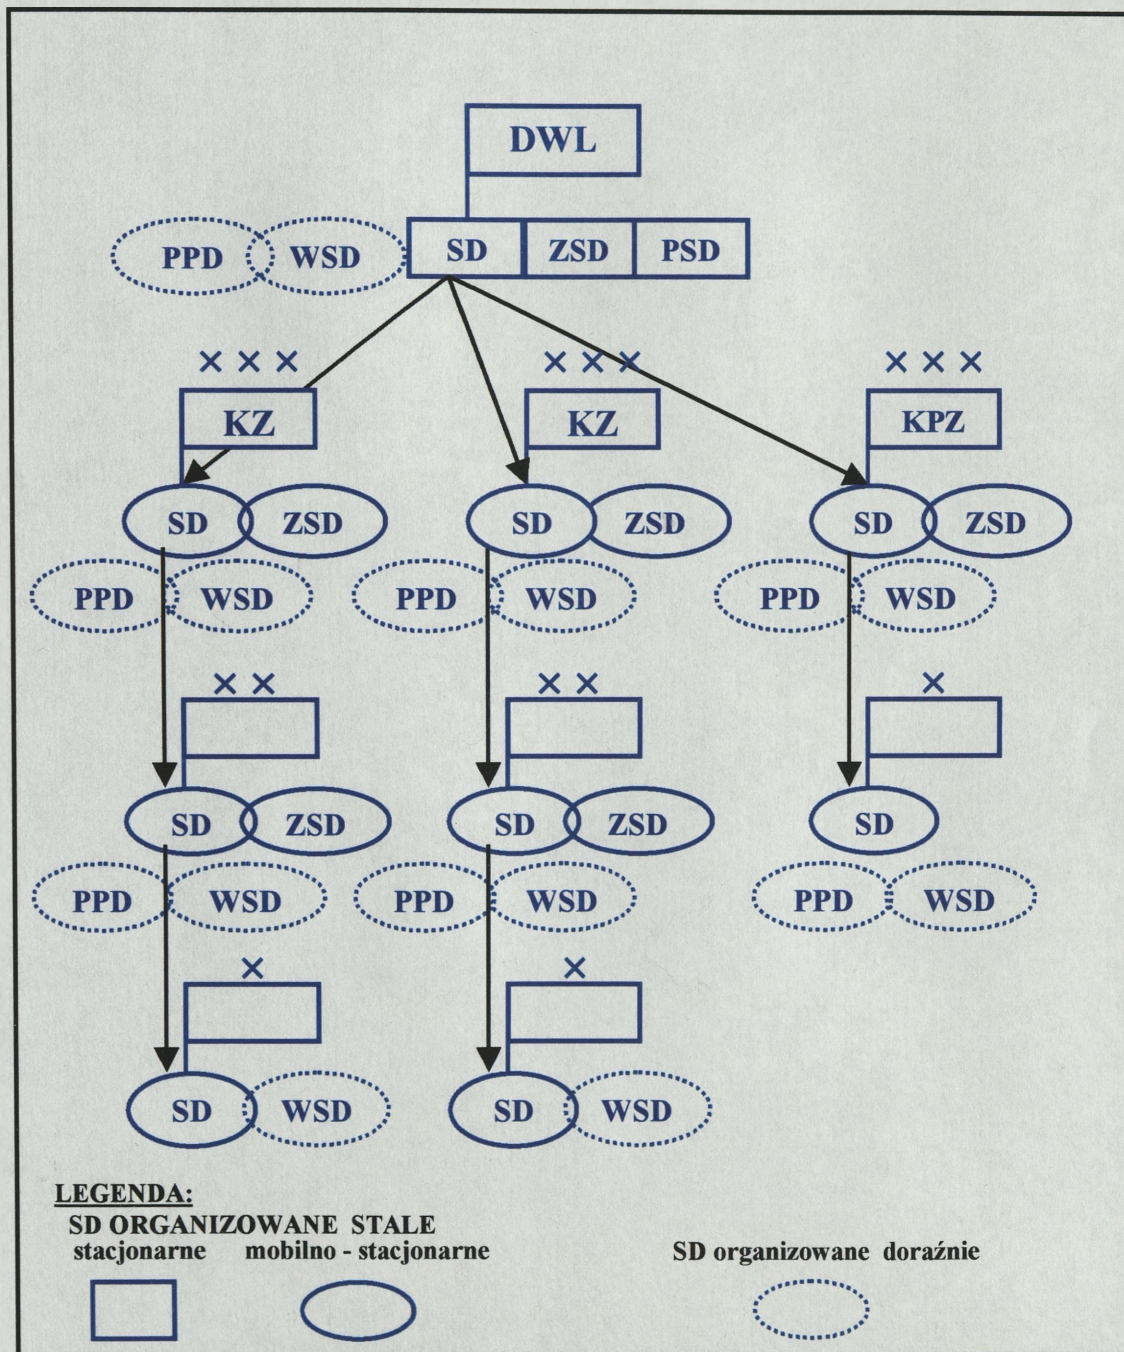 DWL
PPD WSD SD ZSD PSD
× × × × × × × × ×
KZ KZ KPZ
SD ZSD SD ZSD SD ZSD
PPD WSD PPD WSD PPD WSD
× × × × ×
SD ZSD SD ZSD SD
PPD WSD PPD WSD PPD WSD
× ×
SD WSD SD WSD
LEGENDA:
SD ORGANIZOWANE STALE
stacjonarne mobilno - stacjonarne SD organizowane doraźnie